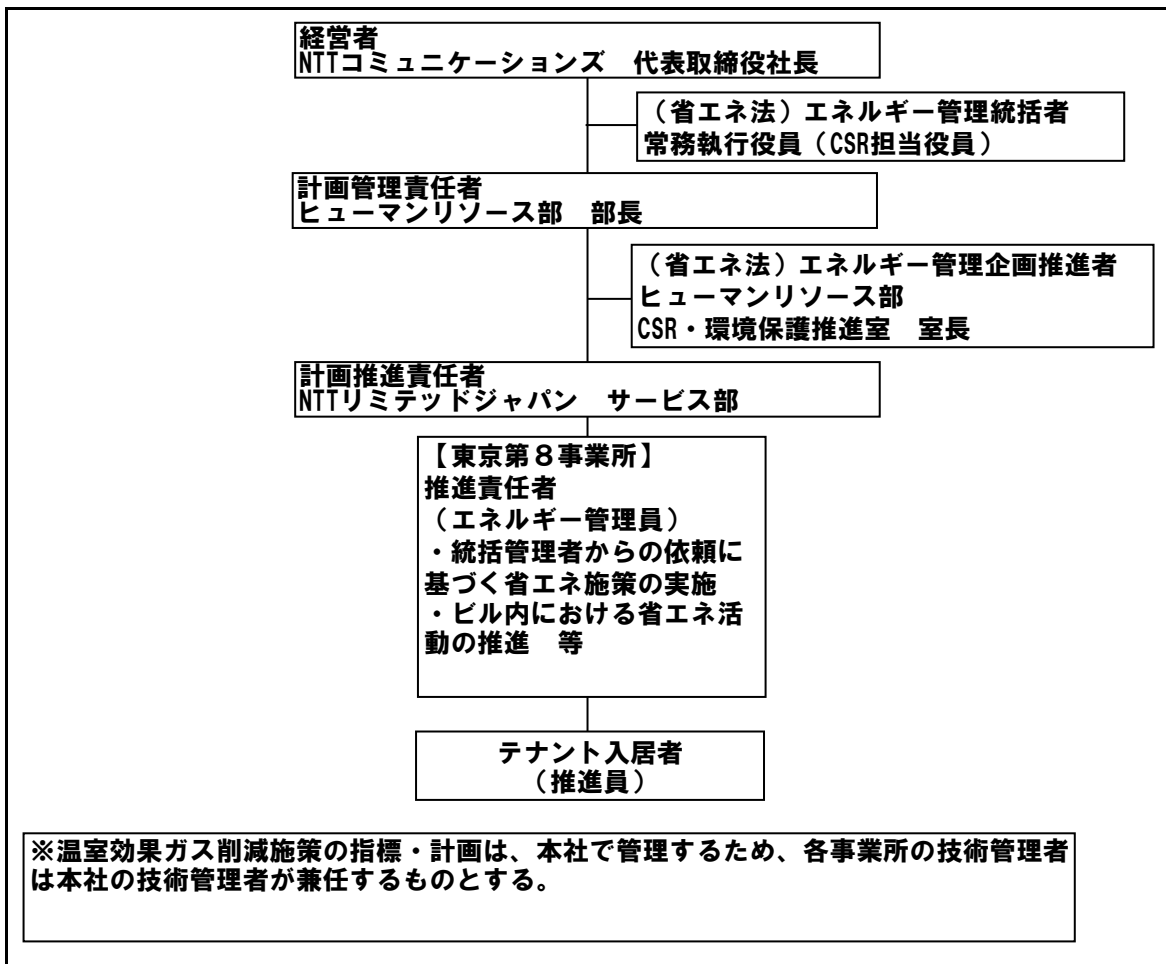 経営者
NTTコミュニケーションズ　代表取締役社長
（省エネ法）エネルギー管理統括者
常務執行役員（CSR担当役員）
計画管理責任者
ヒューマンリソース部　部長
（省エネ法）エネルギー管理企画推進者
ヒューマンリソース部
CSR・環境保護推進室　室長
計画推進責任者
NTTリミテッドジャパン　サービス部
【東京第８事業所】
推進責任者
（エネルギー管理員）
・統括管理者からの依頼に
基づく省エネ施策の実施
・ビル内における省エネ活
動の推進　等
テナント入居者
（推進員）
※温室効果ガス削減施策の指標・計画は、本社で管理するため、各事業所の技術管理者
は本社の技術管理者が兼任するものとする。